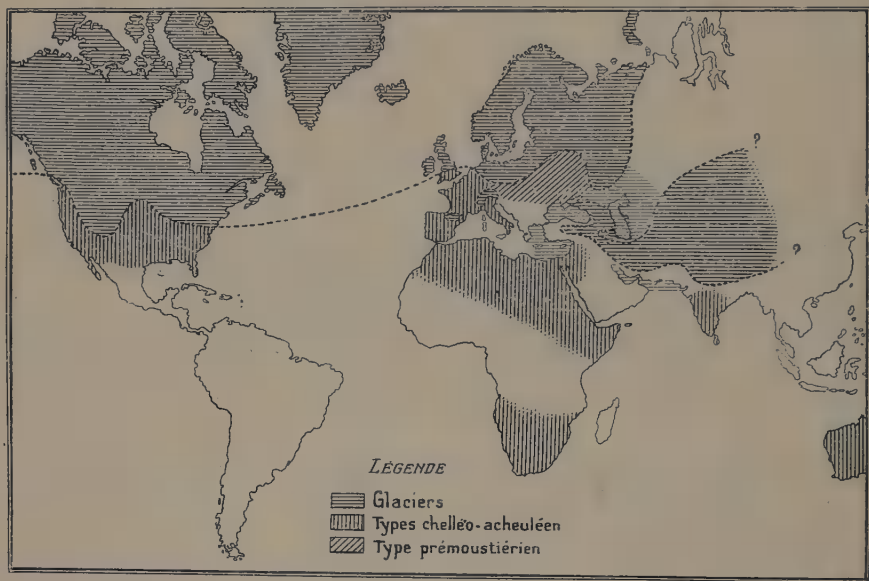 ?
?
LÉGENDE
Glaciers
Types chelléo-acheuléen
Type prémoustiérien